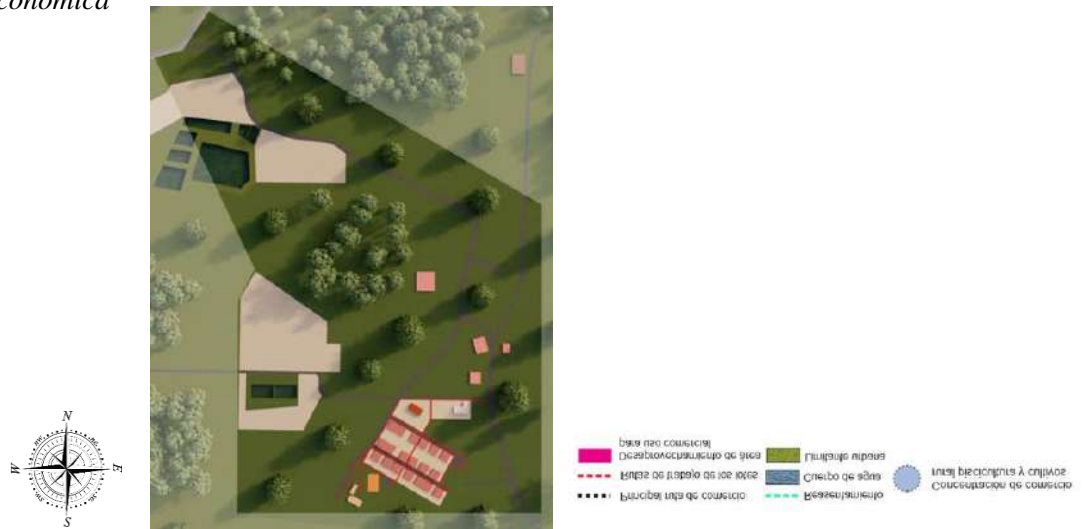 conómica
N
W
E
S
Principal ruta de comercio
Rutas de trabajo de los lotes
Desaprovechamiento de área
para uso comercial
Reasentamiento
Cuerpo de agua
Limitante urbana
Concentración de comercio
rural piscicultura y cultivos